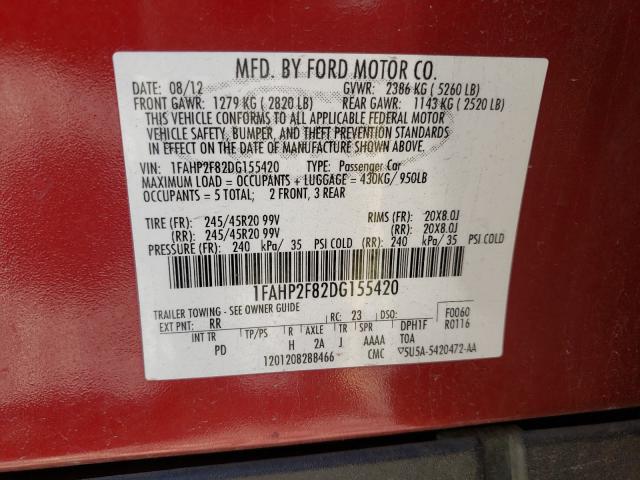 MFD. BY FORD MOTOR CO.
DATE: 08/12 GVWR: 2386 KG ( 5260 LB)
FRONT GAWR: 1279 KG ( 2820 LB) REAR GAWR: 1143 KG ( 2520 LB)
THIS VEHICLE CONFORMS TO ALL APPLICABLE FEDERAL MOTOR
VEHICLE SAFETY, BUMPER, AND THEFT PREVENTION STANDARDS
IN EFFECT ON THE DATE OF MANUFACTURE SHOWN ABOVE.
VIN: 1FAHP2F82DG155420 TYPE: Passenger Car
MAXIMUM LOAD = OCCUPANTS + LUGGAGE = 430KG/ 950LB
OCCUPANTS = 5 TOTAL; 2 FRONT, 3 REAR
TIRE (FR): 245/45R20 99V RIMS (FR): 20X8.0J
(RR): 245/45R20 99V (RR): 20X8.0J
PRESSURE (FR): 240 kPa/ 35 PSI COLD (RR): 240 kPa/ 35 PSI COLD
1FAHP2F82DG155420
TRAILER TOWING - SEE OWNER GUIDE
EXT PNT: RR RC: 23 DSO: F0060
INT TR TP/PS R AXLE TR SPR DPH1F R0116
PD H 2A J AAAA TOA
1201208288466 CMC ▽5U5A-5420472-AA